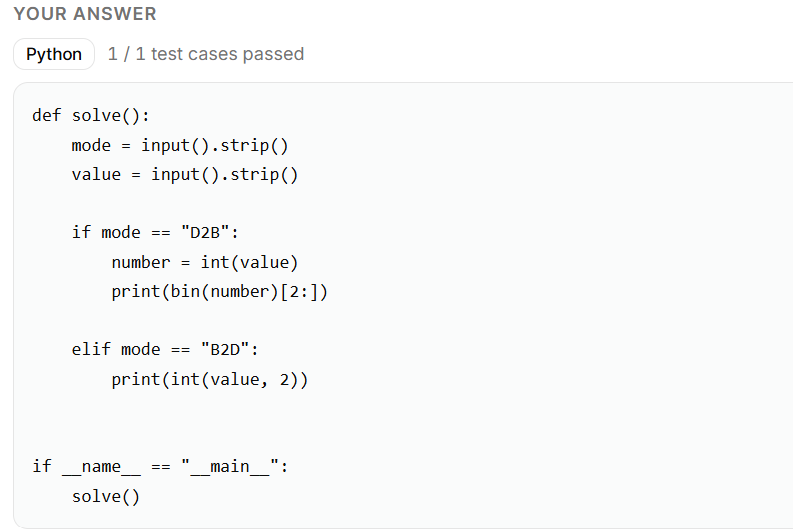 YOUR ANSWER
Python 1 / 1 test cases passed
def solve():
    mode = input().strip()
    value = input().strip()

    if mode == "D2B":
        number = int(value)
        print(bin(number)[2:])

    elif mode == "B2D":
        print(int(value, 2))


if __name__ == "__main__":
    solve()